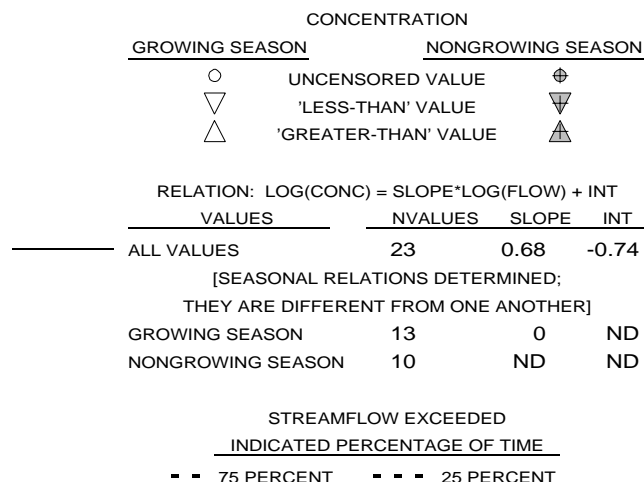 CONCENTRATION
GROWING SEASON NONGROWING SEASON
UNCENSORED VALUE
'LESS-THAN' VALUE
'GREATER-THAN' VALUE
RELATION: LOG(CONC) = SLOPE*LOG(FLOW) + INT
VALUES NVALUES SLOPE INT
ALL VALUES 23 0.68 -0.74
[SEASONAL RELATIONS DETERMINED;
THEY ARE DIFFERENT FROM ONE ANOTHER]
GROWING SEASON 13 0 ND
NONGROWING SEASON 10 ND ND
STREAMFLOW EXCEEDED
INDICATED PERCENTAGE OF TIME
75 PERCENT 25 PERCENT